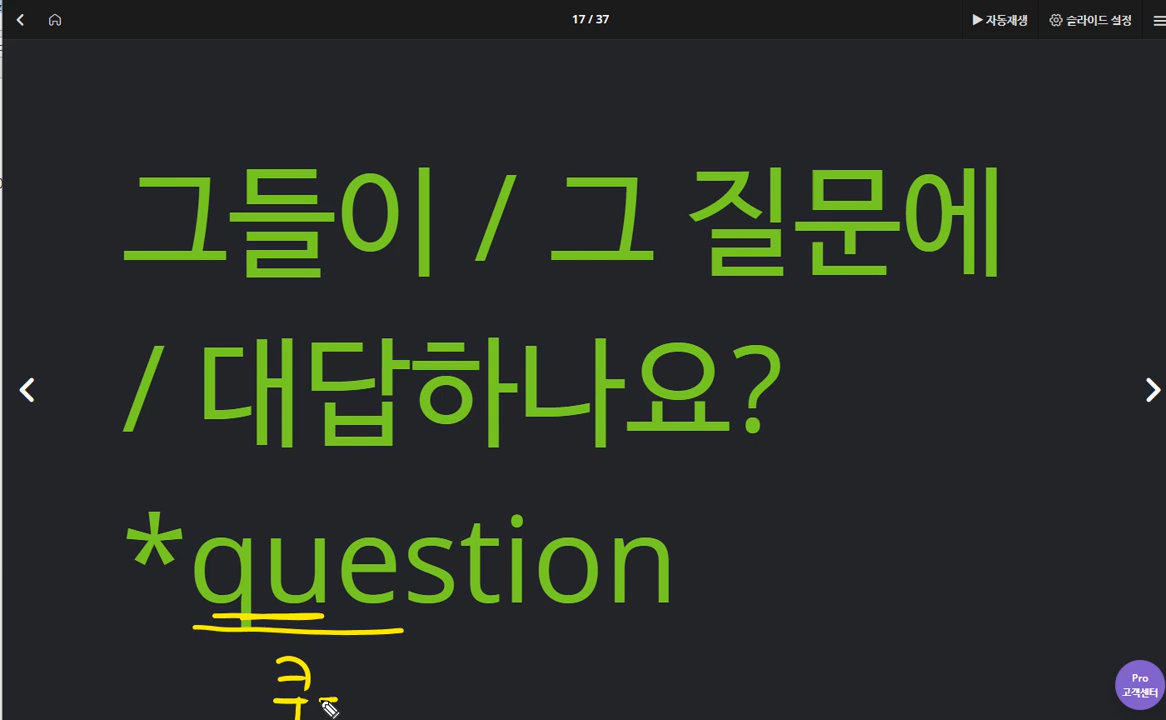 17 / 37
▶ 자동재생
슬라이드 설정
그들이 / 그 질문에
/ 대답하나요?
*question
Pro
고객센터